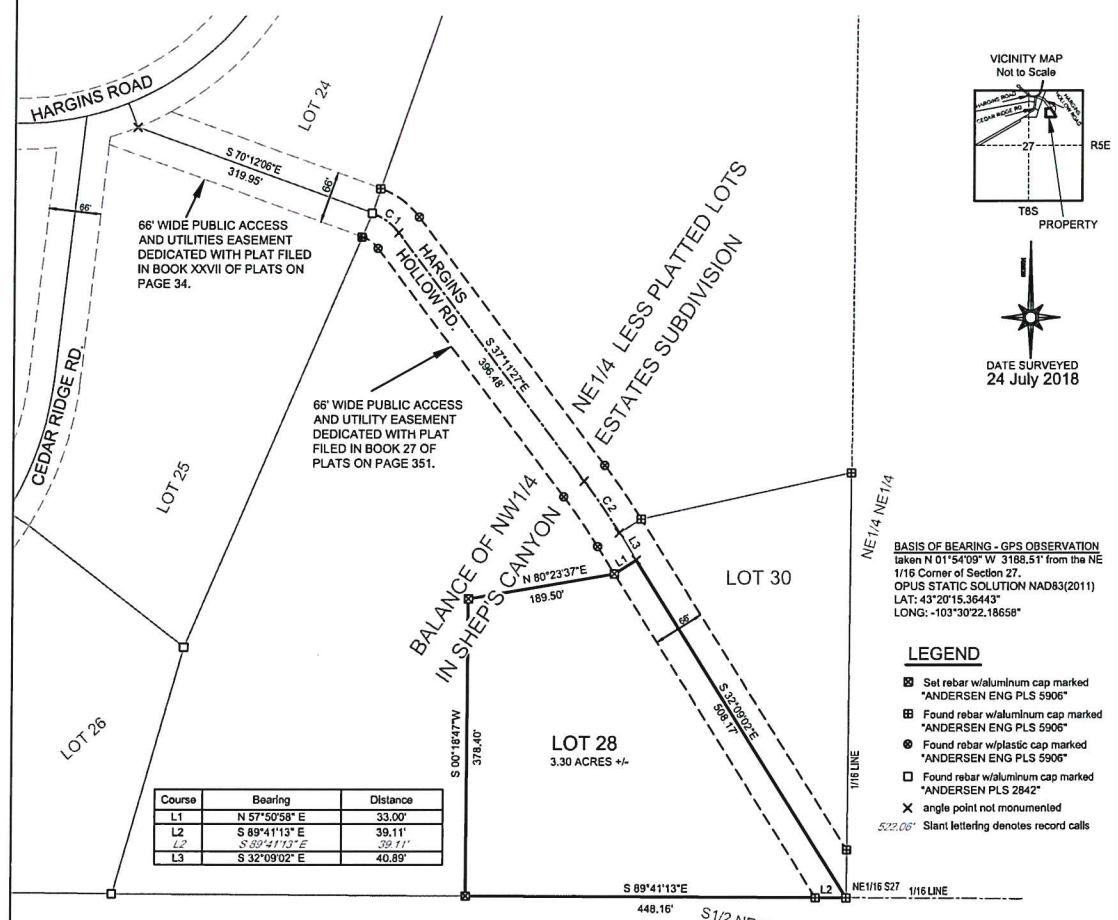 HARGINS ROAD
LOT 24
S 70°12'06"E
319.95'
66'
66'
66' WIDE PUBLIC ACCESS
AND UTILITIES EASEMENT
DEDICATED WITH PLAT FILED
IN BOOK XXVII OF PLATS ON
PAGE 34.
C 1
HARGINS
HOLLOW RD.
CEDAR RIDGE RD.
S 37°11'27"E
396.48'
66' WIDE PUBLIC ACCESS
AND UTILITY EASEMENT
DEDICATED WITH PLAT
FILED IN BOOK 27 OF
PLATS ON PAGE 351.
LOT 25
NE1/4 LESS PLATTED LOTS
ESTATES SUBDIVISION
BALANCE OF NW1/4
IN SHEP'S CANYON
C 2
L3
L1
N 80°23'37"E
189.50'
LOT 30
66'
NE1/4 NE1/4
LOT 26
S 00°18'47"W
378.40'
LOT 28
3.30 ACRES +/-
S 32°09'02"E
508.17'
1/16 LINE
Course Bearing Distance
L1 N 57°50'58" E 33.00'
L2 S 89°41'13" E 39.11'
L2 S 89°41'13" E 39.11'
L3 S 32°09'02" E 40.89'
S 89°41'13"E
448.16'
L2
NE1/16 S27
1/16 LINE
VICINITY MAP
Not to Scale
HARGINS ROAD
CEDAR RIDGE RD
HARGINS
HOLLOW ROAD
27
R5E
T8S
PROPERTY
DATE SURVEYED
24 July 2018
BASIS OF BEARING - GPS OBSERVATION
taken N 01°54'09" W 3188.51' from the NE
1/16 Corner of Section 27.
OPUS STATIC SOLUTION NAD83(2011)
LAT: 43°20'15.36443"
LONG: -103°30'22.18658"
LEGEND
Set rebar w/aluminum cap marked
"ANDERSEN ENG PLS 5906"
Found rebar w/aluminum cap marked
"ANDERSEN ENG PLS 5906"
Found rebar w/plastic cap marked
"ANDERSEN ENG PLS 5906"
Found rebar w/aluminum cap marked
"ANDERSEN PLS 2842"
angle point not monumented
522.06' Slant lettering denotes record calls